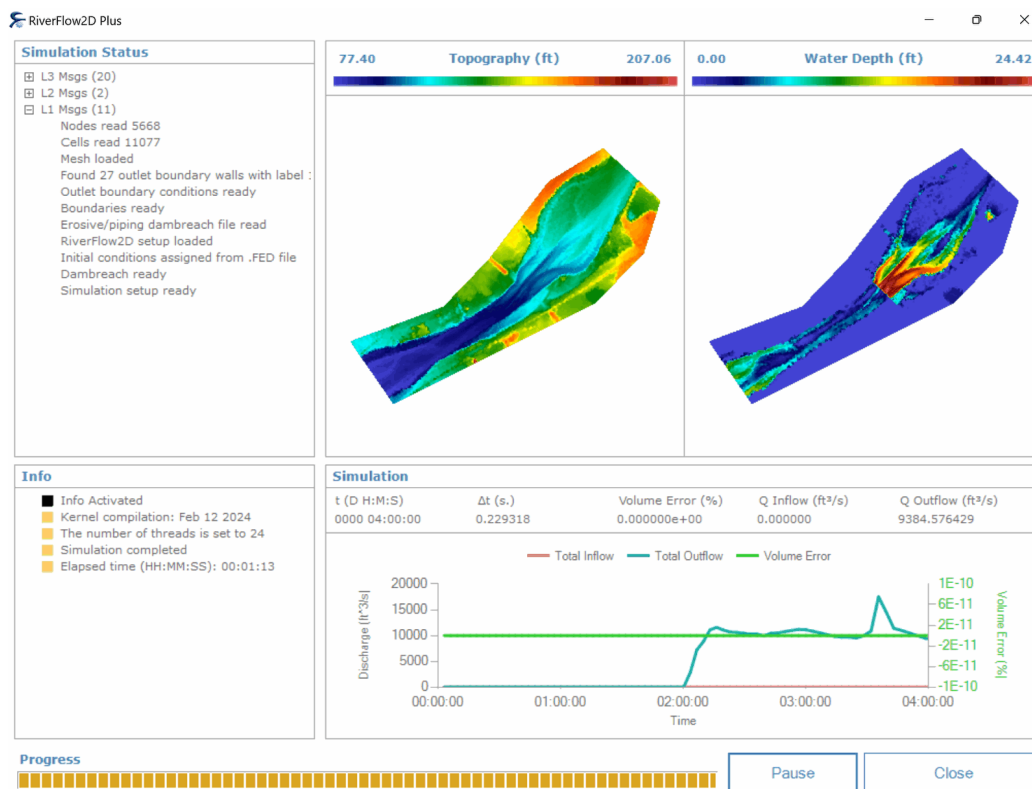 RiverFlow2D Plus
Simulation Status
L3 Msgs (20)
L2 Msgs (2)
L1 Msgs (11)
Nodes read 5668
Cells read 11077
Mesh loaded
Found 27 outlet boundary walls with label :
Outlet boundary conditions ready
Boundaries ready
Erosive/piping dambreach file read
RiverFlow2D setup loaded
Initial conditions assigned from .FED file
Dambreach ready
Simulation setup ready
77.40 Topography (ft) 207.06
0.00 Water Depth (ft) 24.42
Info
Info Activated
Kernel compilation: Feb 12 2024
The number of threads is set to 24
Simulation completed
Elapsed time (HH:MM:SS): 00:01:13
Simulation
t (D H:M:S) Δt (s.) Volume Error (%) Q Inflow (ft³/s) Q Outflow (ft³/s)
0000 04:00:00 0.229318 0.000000e+00 0.000000 9384.576429
Total Inflow Total Outflow Volume Error
Discharge [ft^3/s]
20000
15000
10000
5000
0
1E-10
6E-11
2E-11
-2E-11
-6E-11
-1E-10
Volume Error [%]
00:00:00 01:00:00 02:00:00 03:00:00 04:00:00
Time
Progress
Pause
Close